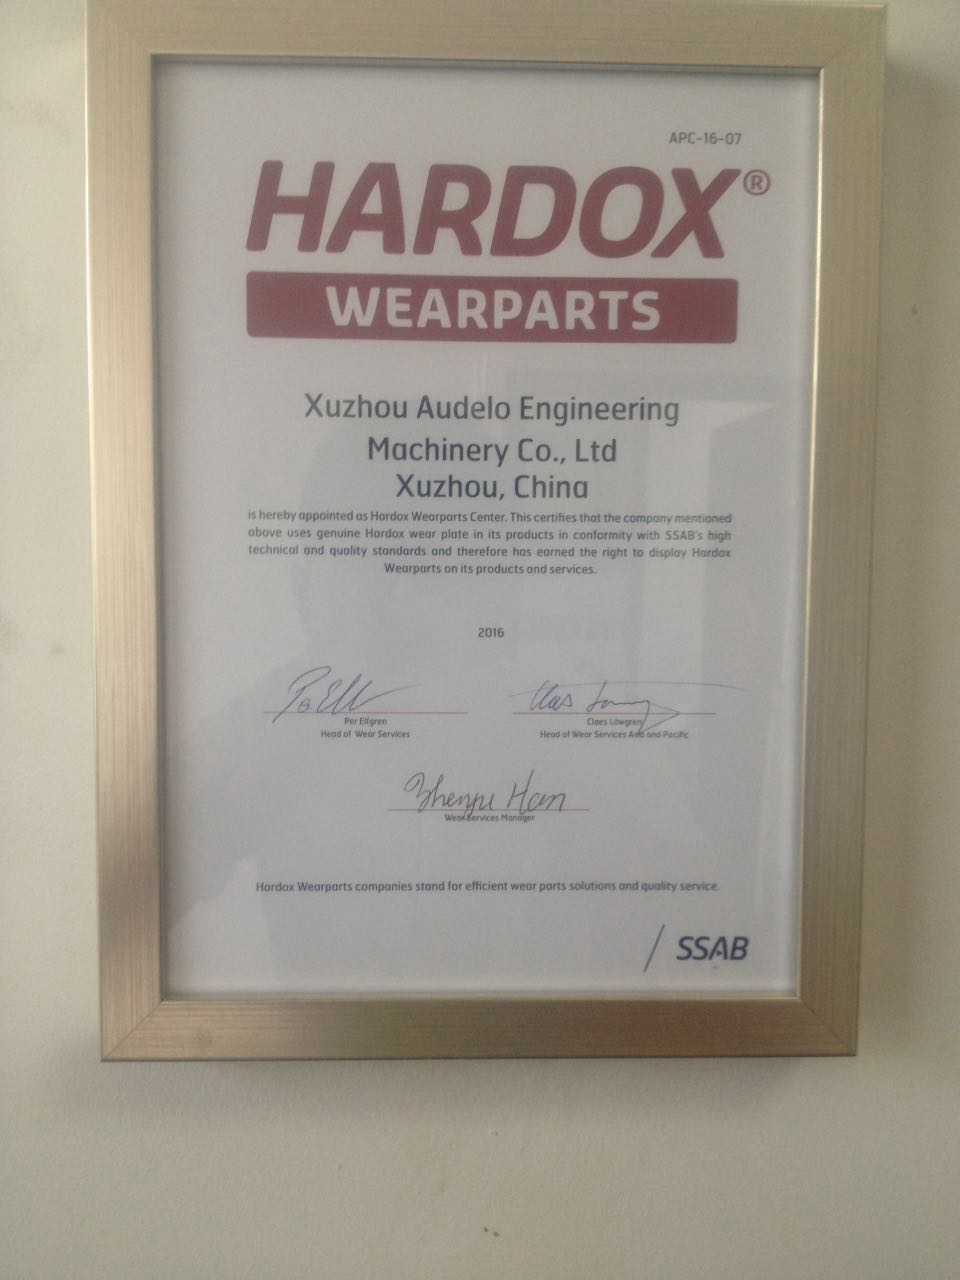 APC-16-07
HARDOX®
WEARPARTS
Xuzhou Audelo Engineering
Machinery Co., Ltd
Xuzhou, China
is hereby appointed as Hardox Wearparts Center. This certifies that the company mentioned
above uses genuine Hardox wear plate in its products in conformity with SSAB's high
technical and quality standards and therefore has earned the right to display Hardox
Wearparts on its products and services.
2016
Per Elfgren
Head of Wear Services
Claes Löwgren
Head of Wear Services Asia and Pacific
Wear Services Manager
Hardox Wearparts companies stand for efficient wear parts solutions and quality service.
SSAB